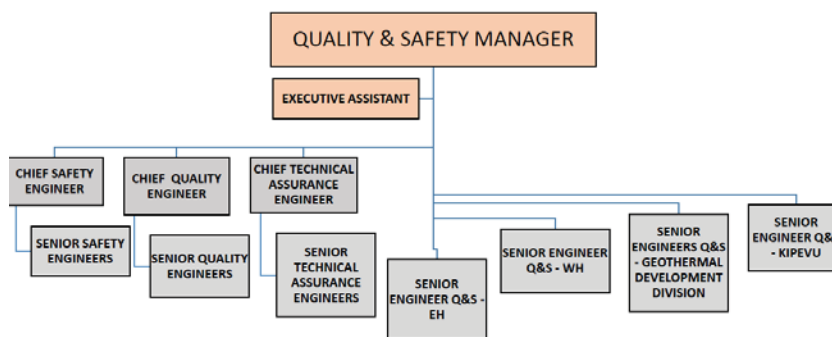 QUALITY & SAFETY MANAGER
EXECUTIVE ASSISTANT
CHIEF SAFETY
ENGINEER
CHIEF QUALITY
ENGINEER
CHIEF TECHNICAL
ASSURANCE
ENGINEER
SENIOR SAFETY
ENGINEERS
SENIOR QUALITY
ENGINEERS
SENIOR
TECHNICAL
ASSURANCE
ENGINEERS
SENIOR
ENGINEER Q&S -
EH
SENIOR ENGINEER
Q&S - WH
SENIOR
ENGINEERS Q&S
- GEOTHERMAL
DEVELOPMENT
DIVISION
SENIOR
ENGINEER Q&
- KIPEVU